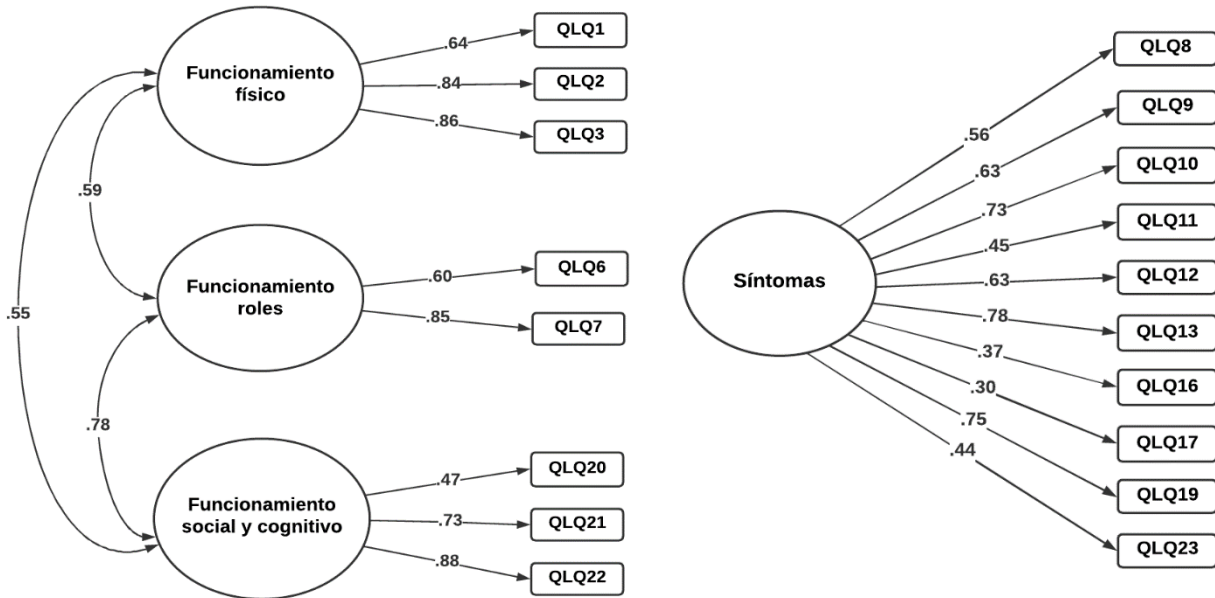 Funcionamiento
físico
.64
QLQ1
.84
QLQ2
.86
QLQ3
.59
Funcionamiento
roles
.60
QLQ6
.85
QLQ7
.55
.78
Funcionamiento
social y cognitivo
.47
QLQ20
.73
QLQ21
.88
QLQ22
Síntomas
.56
QLQ8
.63
QLQ9
.73
QLQ10
.45
QLQ11
.63
QLQ12
.78
QLQ13
.37
QLQ16
.30
QLQ17
.75
QLQ19
.44
QLQ23